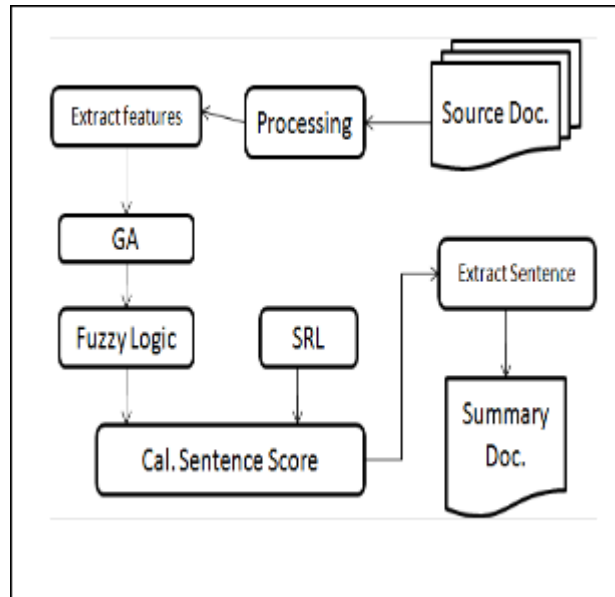 Extract features
Processing
Source Doc.
GA
Extract Sentence
Fuzzy Logic
SRL
Summary
Doc.
Cal. Sentence Score